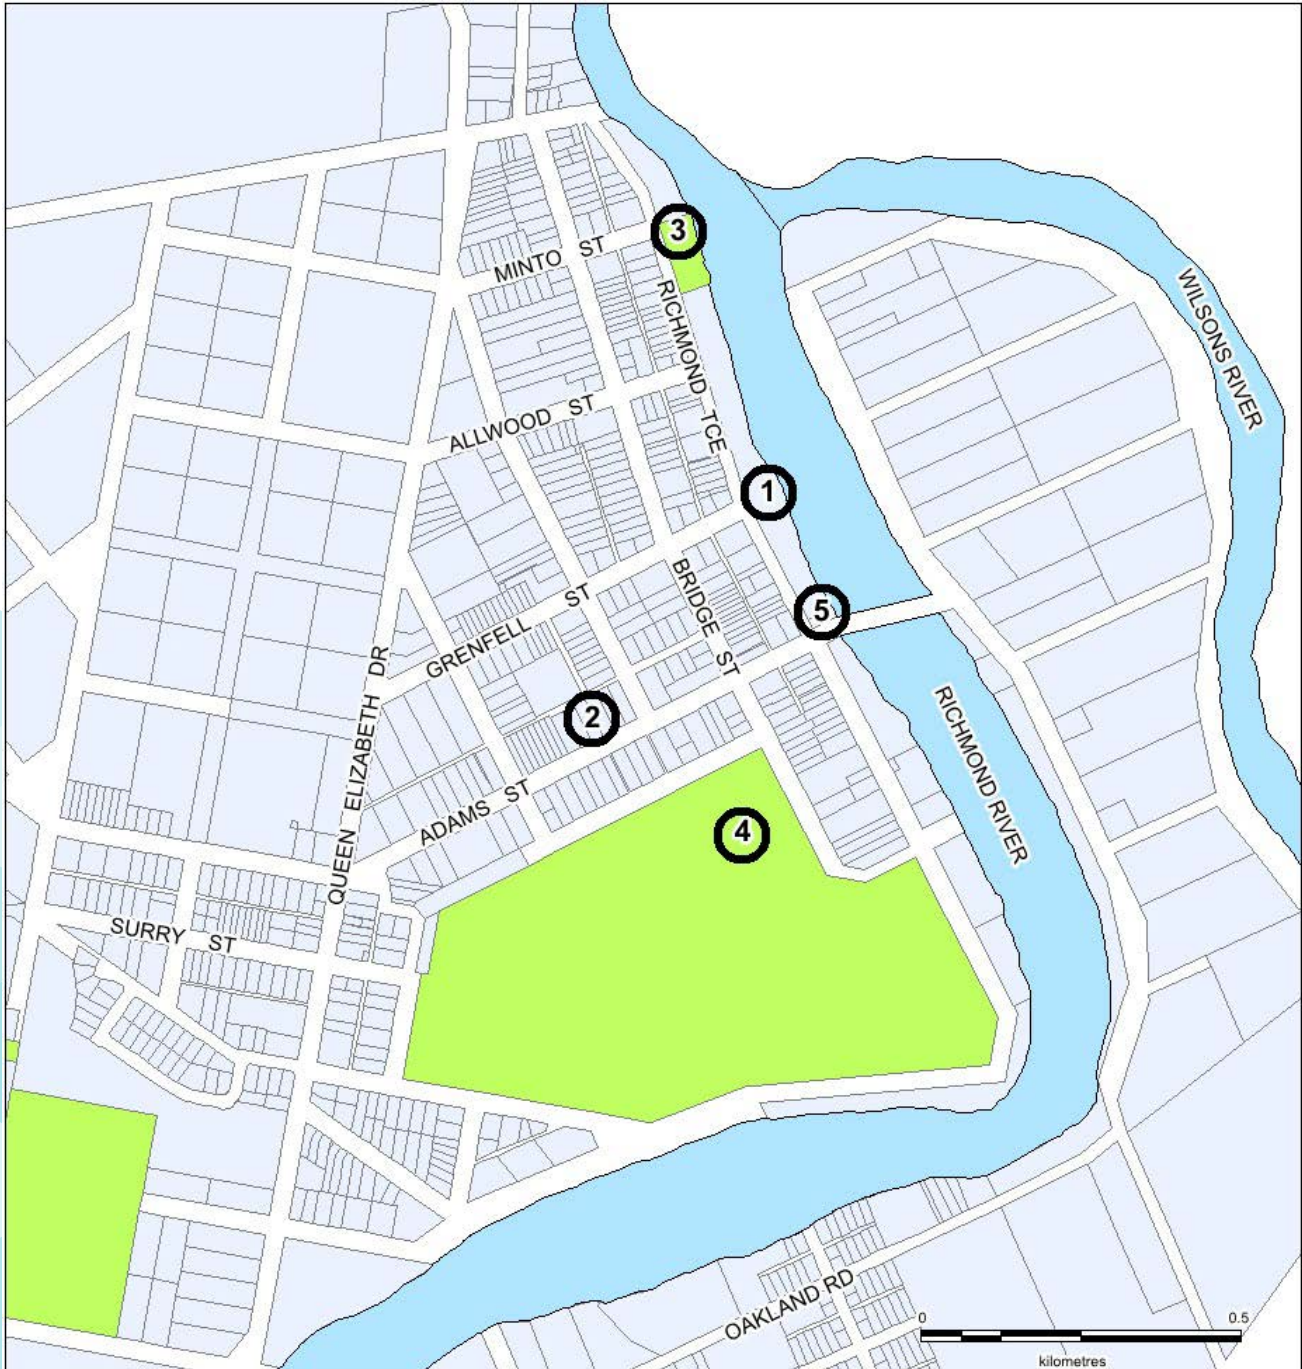 3
MINTO ST
WILSONS RIVER
RICHMOND TCE
ALLWOOD ST
1
BRIDGE ST
GRENFELL ST
5
QUEEN ELIZABETH DR
2
RICHMOND RIVER
ADAMS ST
4
SURRY ST
OAKLAND RD
0 0.5
kilometres